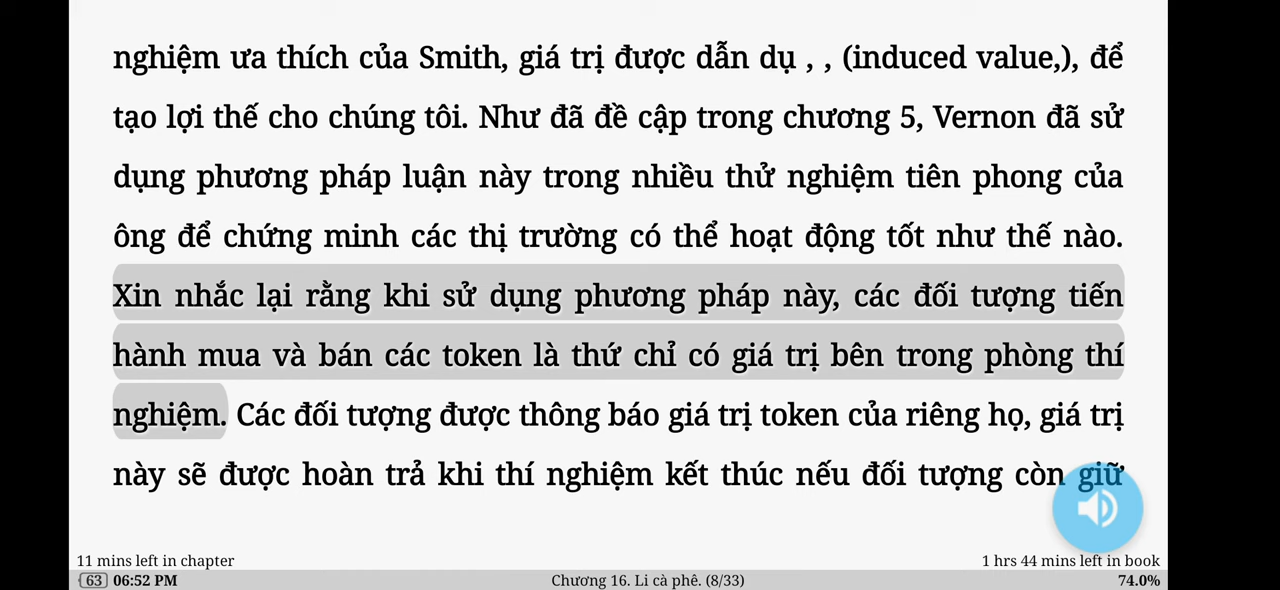 nghiệm ưa thích của Smith, giá trị được dẫn dụ , , (induced value,), để
tạo lợi thế cho chúng tôi. Như đã đề cập trong chương 5, Vernon đã sử
dụng phương pháp luận này trong nhiều thử nghiệm tiên phong của
ông để chứng minh các thị trường có thể hoạt động tốt như thế nào.
Xin nhắc lại rằng khi sử dụng phương pháp này, các đối tượng tiến
hành mua và bán các token là thứ chỉ có giá trị bên trong phòng thí
nghiệm. Các đối tượng được thông báo giá trị token của riêng họ, giá trị
này sẽ được hoàn trả khi thí nghiệm kết thúc nếu đối tượng còn giữ
11 mins left in chapter
1 hrs 44 mins left in book
63 06:52 PM
Chương 16. Li cà phê. (8/33)
74.0%